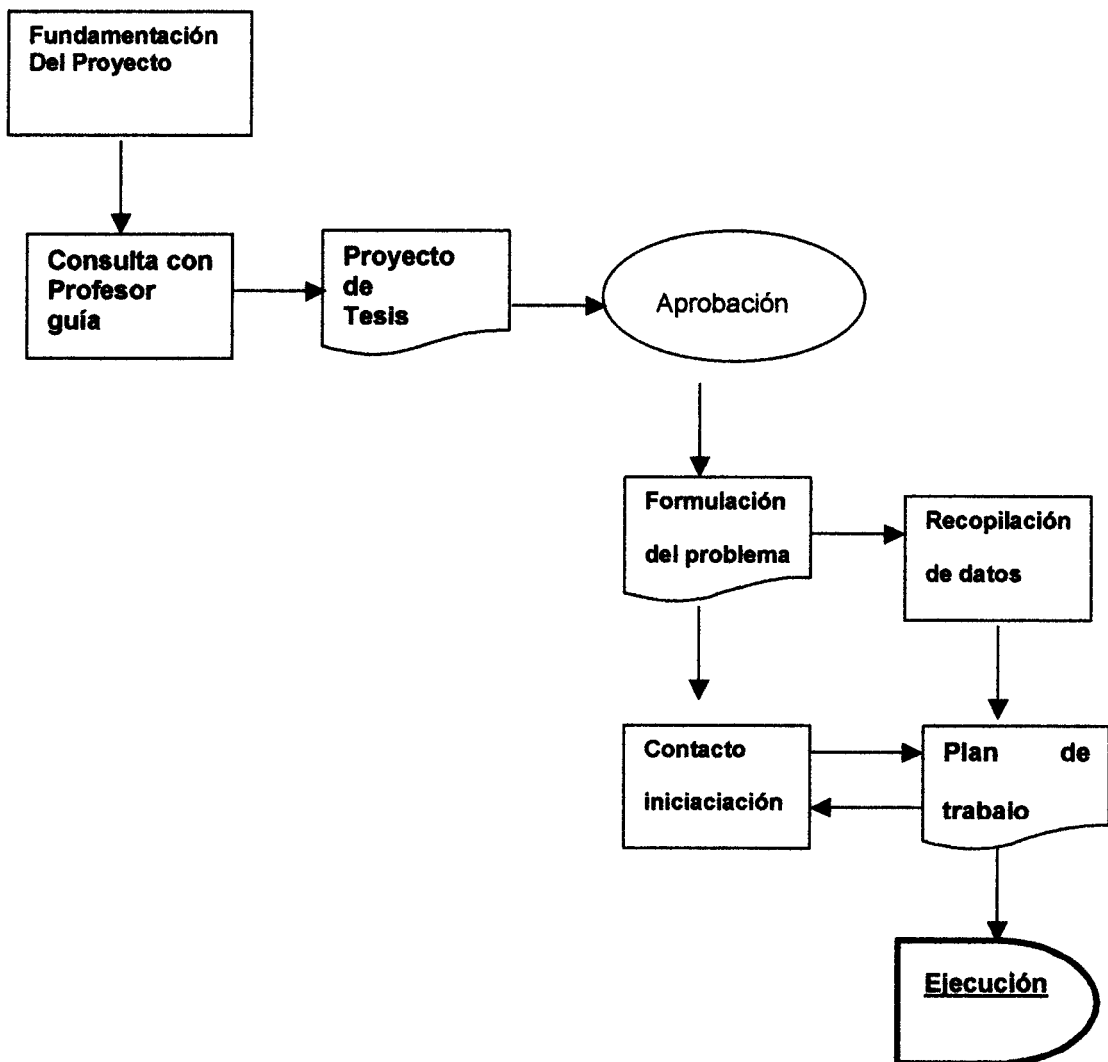 Fundamentación
Del Proyecto
Consulta con
Profesor
guía
Proyecto
de
Tesis
Aprobación
Formulación
del problema
Recopilación
de datos
Contacto
iniciaciación
Plan de
trabalo
Ejecución